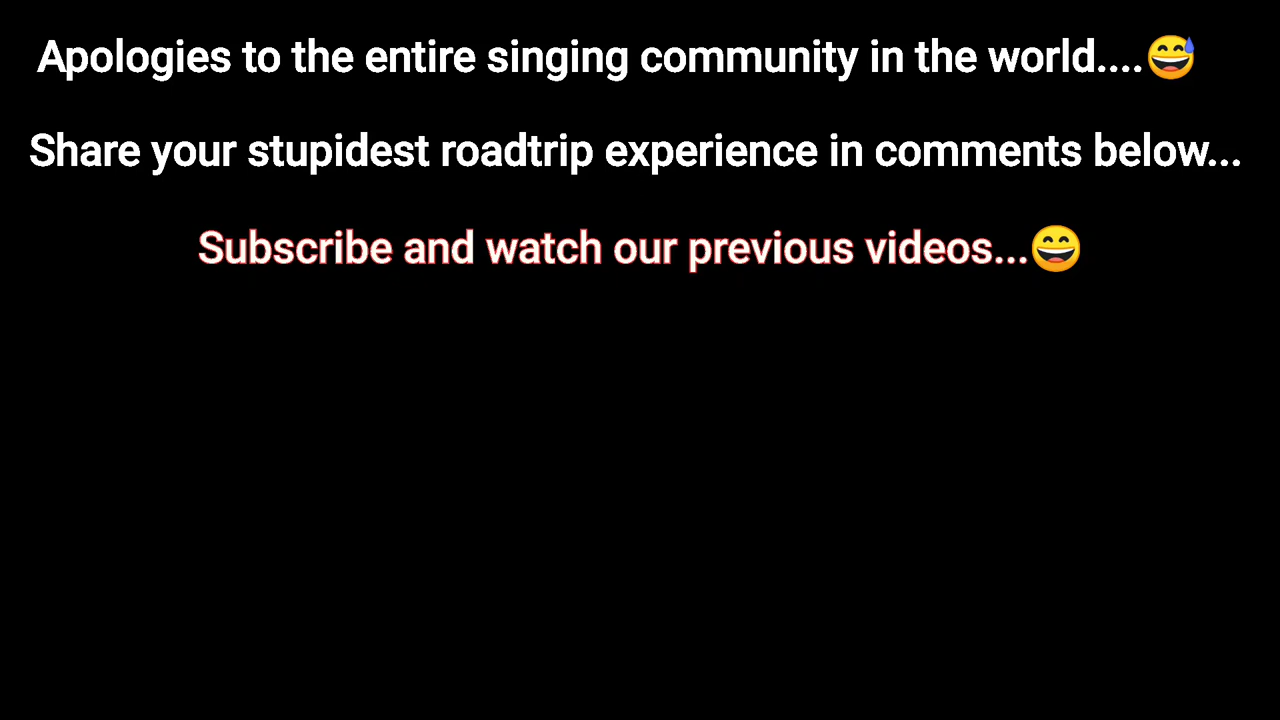 Apologies to the entire singing community in the world....😅
Share your stupidest roadtrip experience in comments below...
Subscribe and watch our previous videos...😄